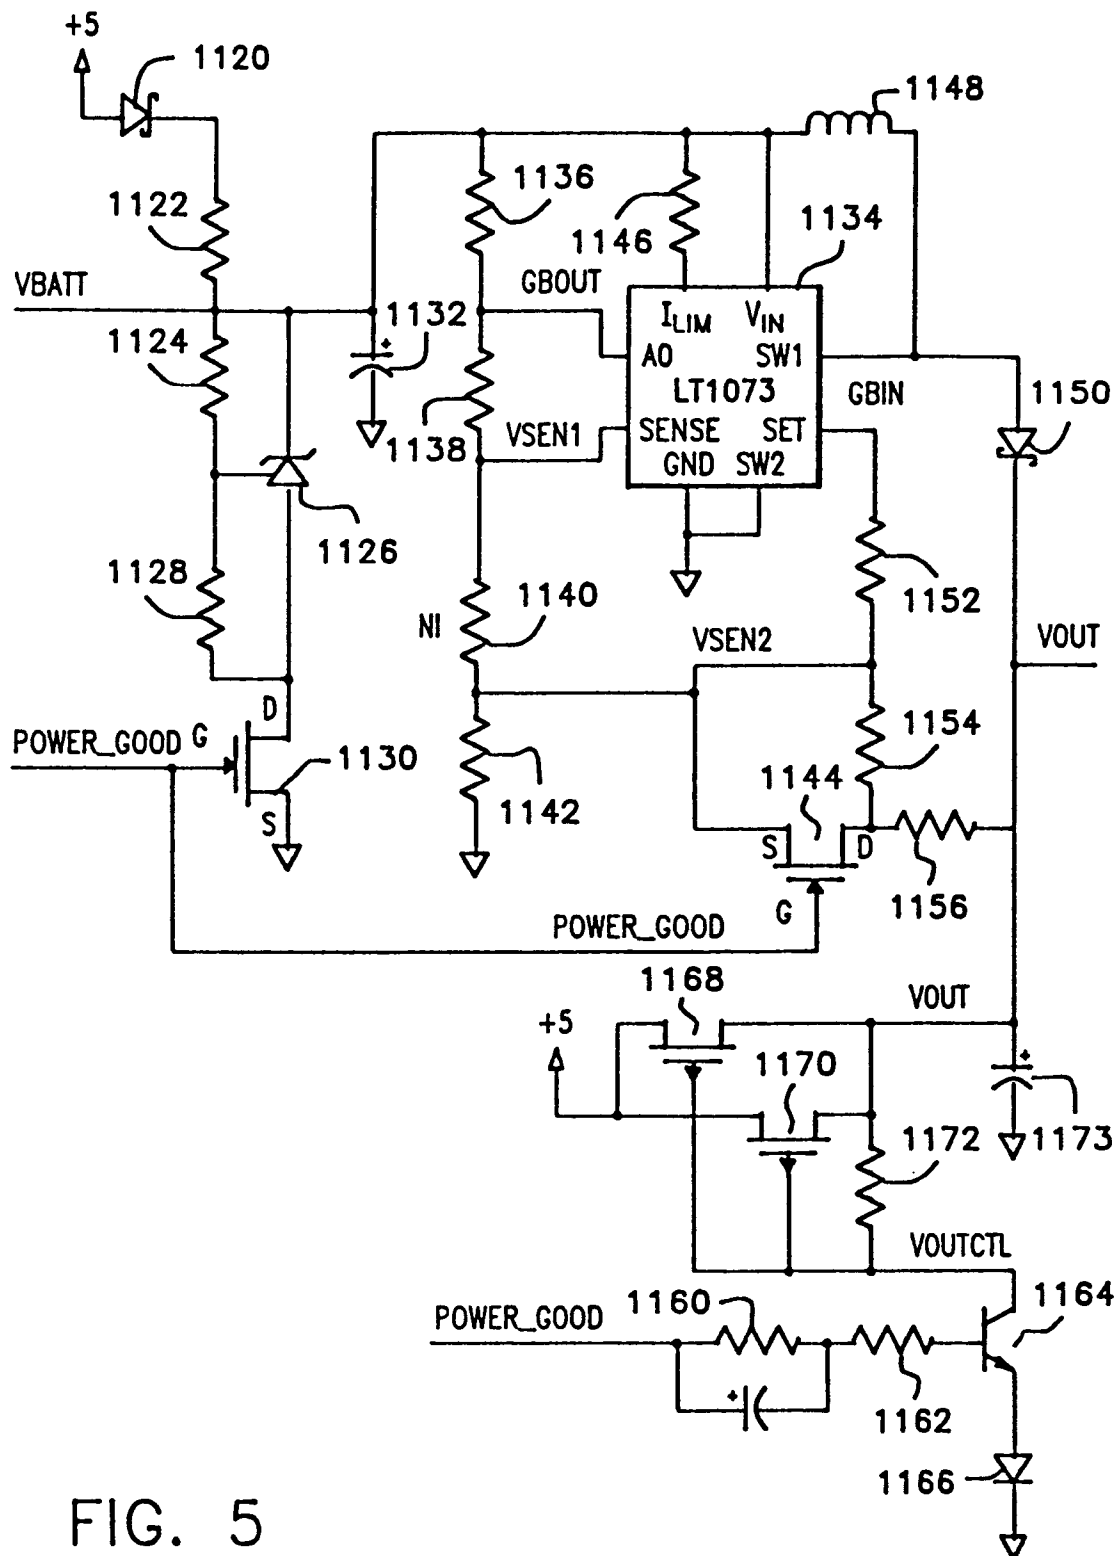 +5
1120
1148
1136
1122
1146
1134
VBATT
GBOUT
1132
ILIM VIN
1124
AO SW1
GBIN
1150
LT1073
1138
VSEN1
SENSE SET
GND SW2
1126
1128
1140
1152
NI
VSEN2
VOUT
D
G
POWER_GOOD
1154
1130
1144
S
1142
S D
1156
G
POWER_GOOD
1168
VOUT
+5
1170
+
1172
1173
VOUTCTL
1160
1164
POWER_GOOD
+
1162
1166
+
FIG. 5